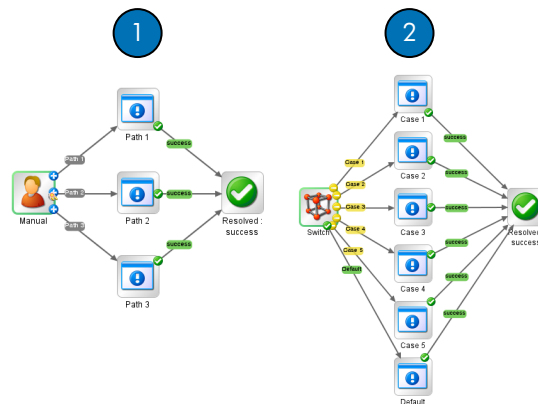 1
2
Path 1
Path 2
Path 3
Manual
Path 1
Path 2
Path 3
success
success
success
Resolved :
success
Case 1
Case 2
Case 3
Case 4
Case 5
Default
Switch
Case 1
Case 2
Case 3
Case 4
Case 5
Default
success
success
success
success
success
success
Resolved
success